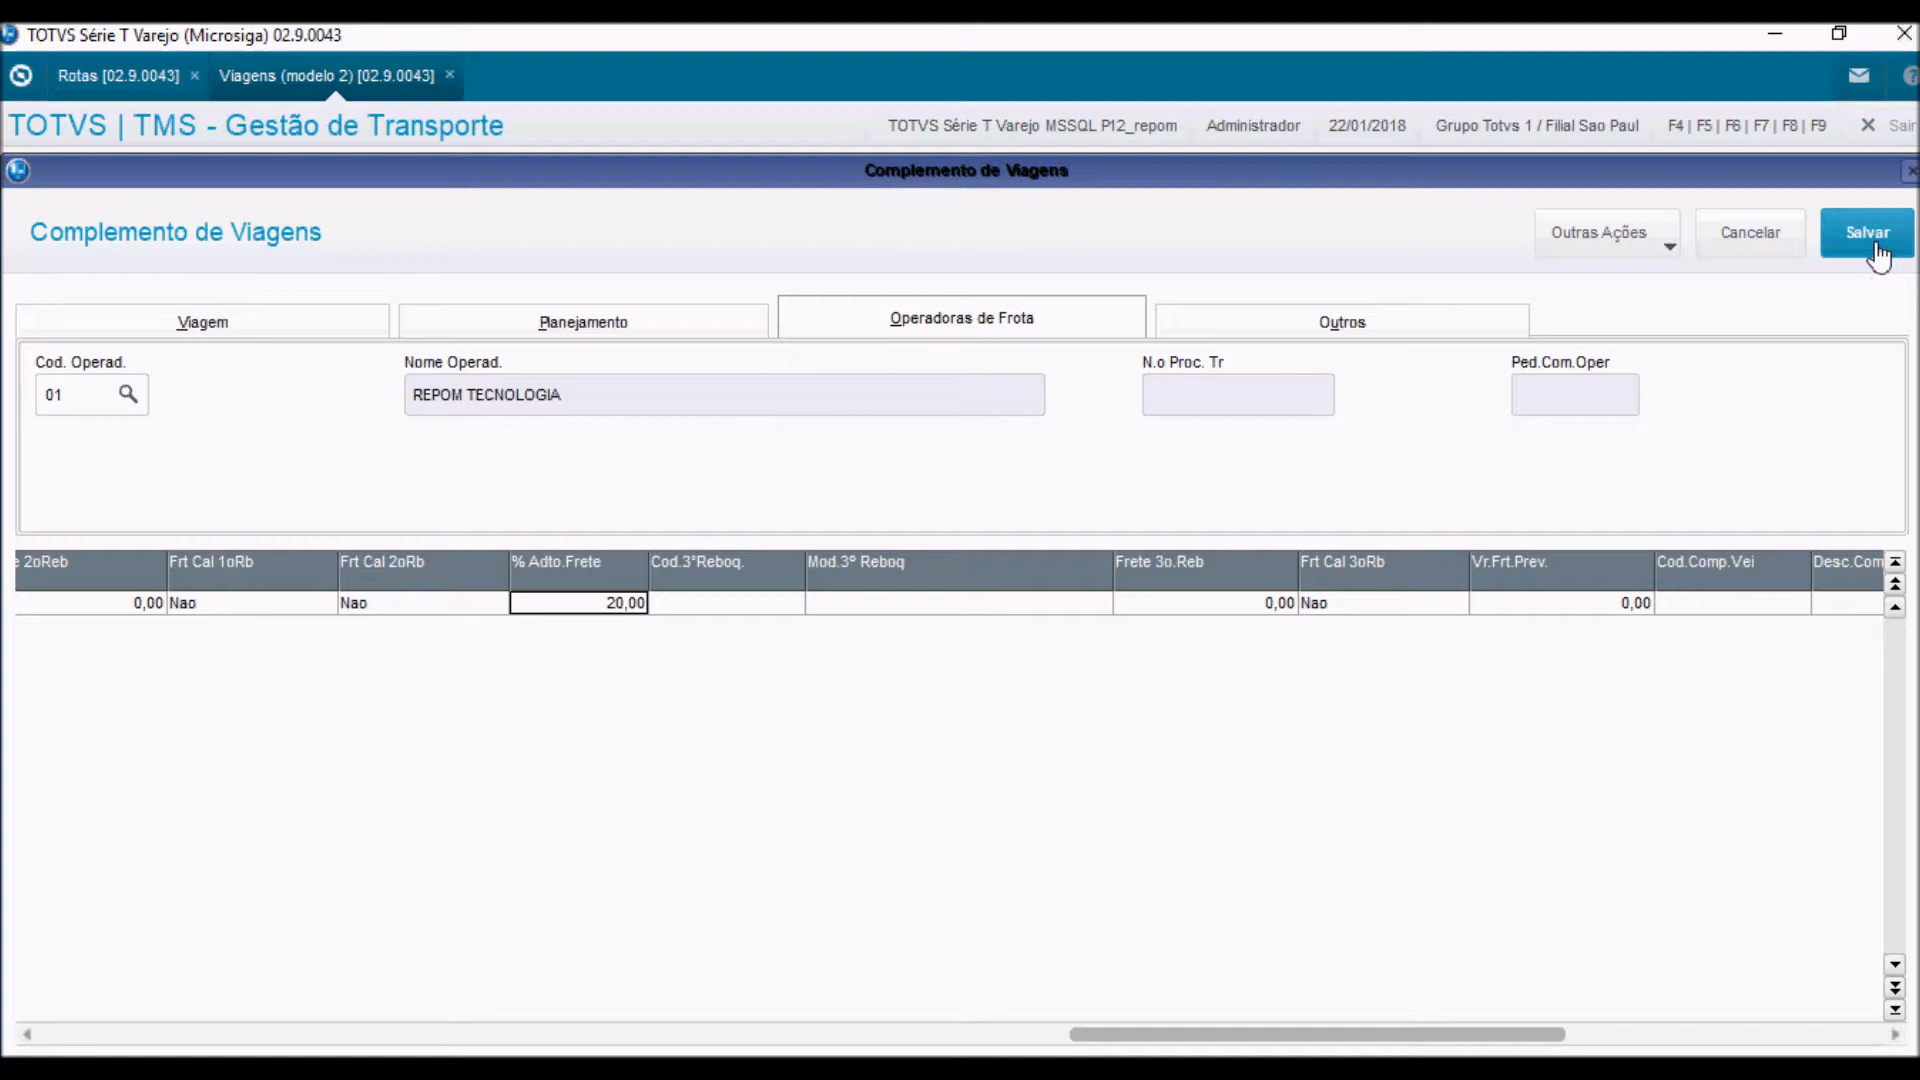 TOTVS Série T Varejo (Microsiga) 02.9.0043
Rotas [02.9.0043] × Viagens (modelo 2) [02.9.0043] ×
TOTVS | TMS - Gestão de Transporte TOTVS Série T Varejo MSSQL P12_repom Administrador 22/01/2018 Grupo Totvs 1 / Filial Sao Paul F4 | F5 | F6 | F7 | F8 | F9 Sair
Complemento de Viagens
Complemento de Viagens Outras Ações Cancelar Salvar
Viagem Planejamento Operadoras de Frota Outros
Cod. Operad. Nome Operad. N.o Proc. Tr Ped.Com.Oper
01 REPOM TECNOLOGIA
e 2oReb Frt Cal 1oRb Frt Cal 2oRb % Adto.Frete Cod.3°Reboq. Mod.3º Reboq Frete 3o.Reb Frt Cal 3oRb Vr.Frt.Prev. Cod.Comp.Vei Desc.Com
0,00 Nao Nao 20,00 0,00 Nao 0,00